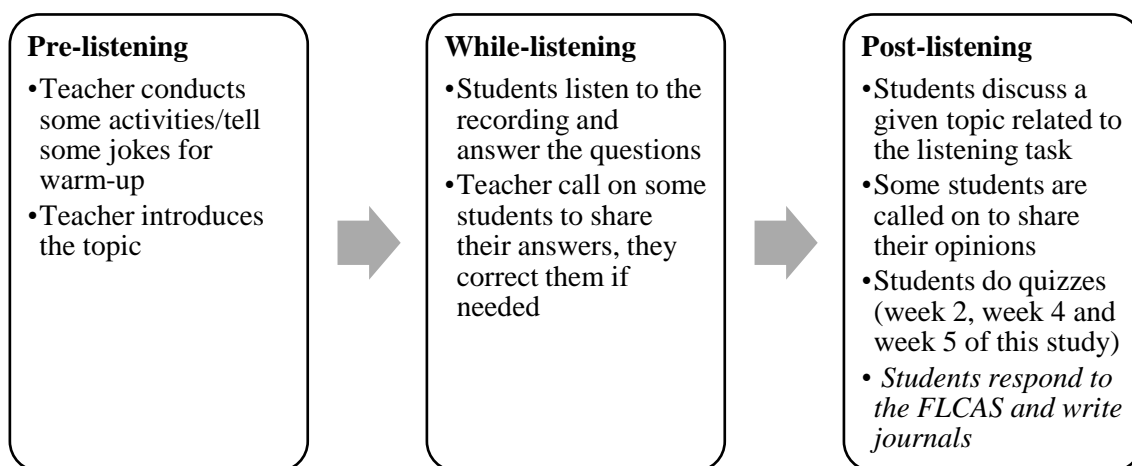 Pre-listening
•Teacher conducts
some activities/tell
some jokes for
warm-up
•Teacher introduces
the topic
While-listening
•Students listen to the
recording and
answer the questions
•Teacher call on some
students to share
their answers, they
correct them if
needed
Post-listening
•Students discuss a
given topic related to
the listening task
•Some students are
called on to share
their opinions
•Students do quizzes
(week 2, week 4 and
week 5 of this study)
• Students respond to
the FLCAS and write
journals